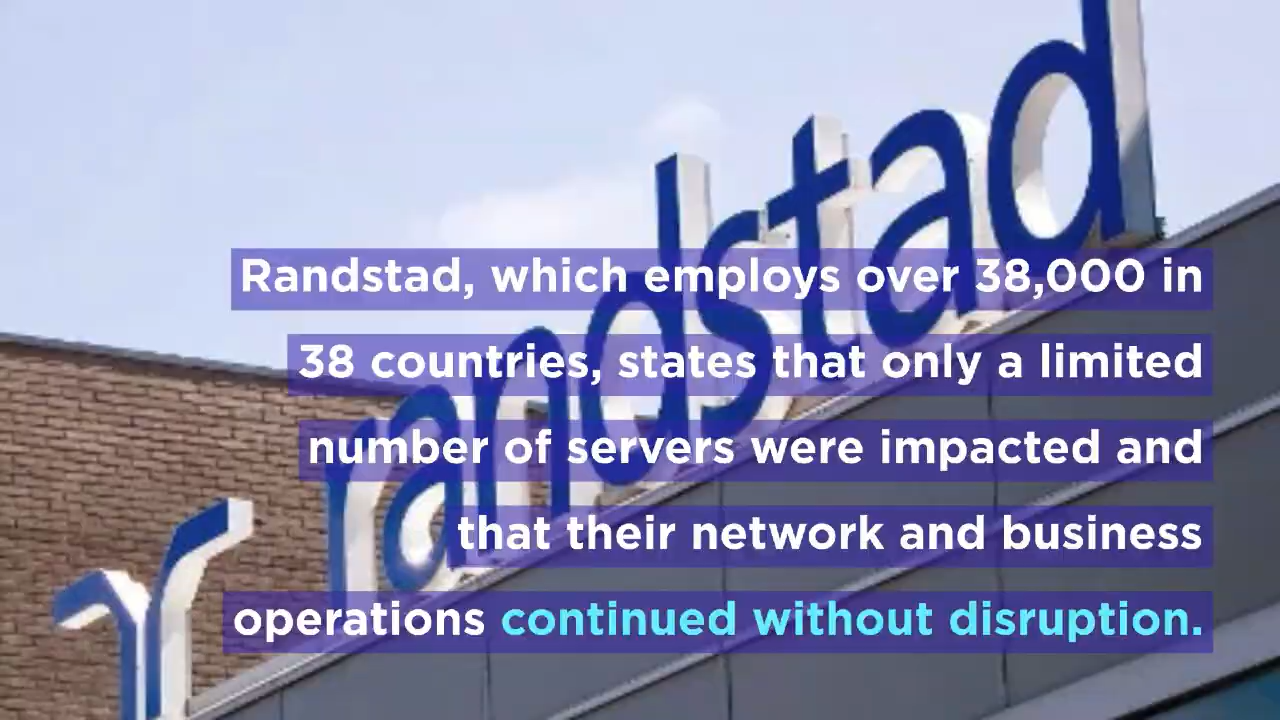 randstad
Randstad, which employs over 38,000 in
38 countries, states that only a limited
number of servers were impacted and
that their network and business
operations continued without disruption.